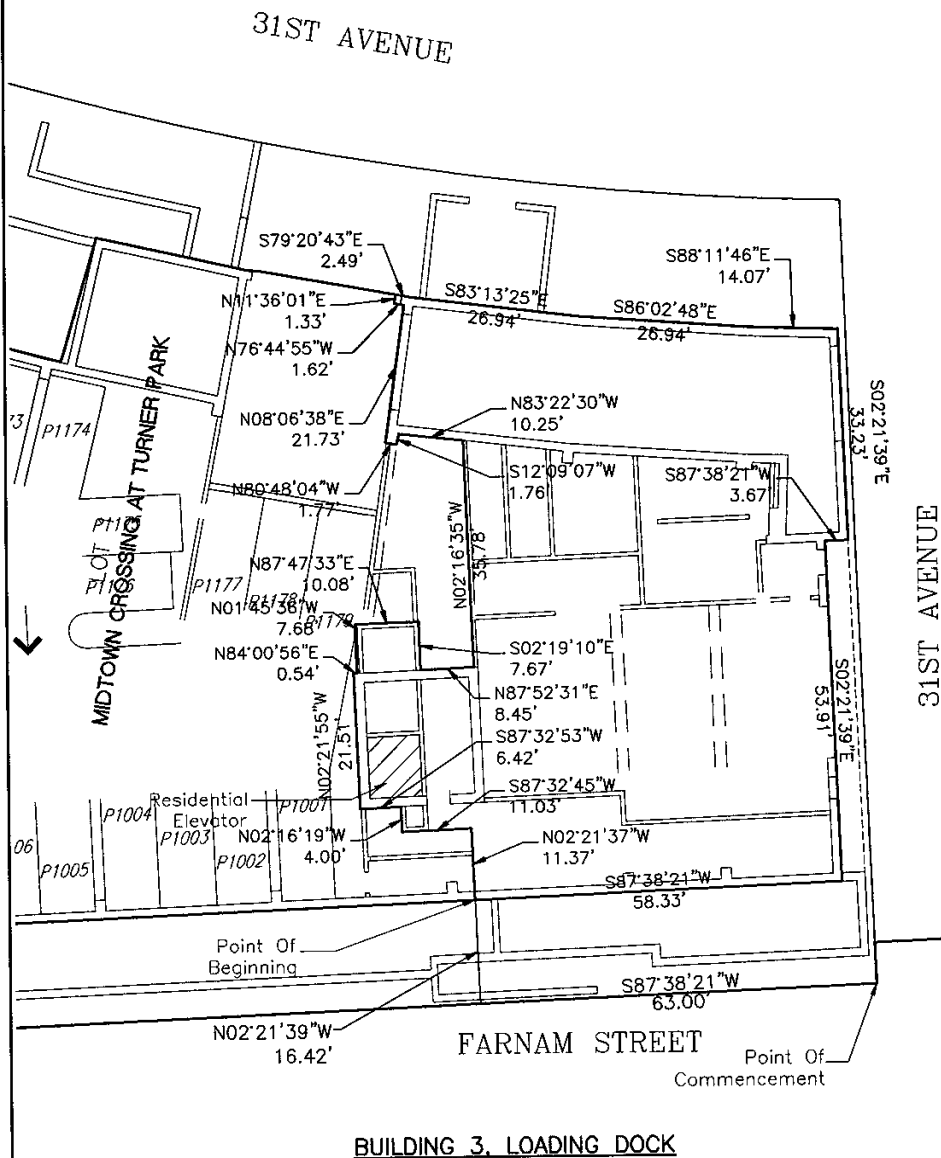 31ST AVENUE
S79°20'43"E
2.49'
S88°11'46"E
14.07'
N11°36'01"E
1.33'
S83°13'25"E
26.94'
S86°02'48"E
26.94'
N76°44'55"W
1.62'
N08°06'38"E
21.73'
N83°22'30"W
10.25'
S02°21'39"E
33.23'
N80°48'04"W
1.77'
S12°09'07"W
1.76'
S87°38'21"W
3.67'
MIDTOWN CROSSING AT TURNER PARK
LOT
73
P1174
P1177
P1178
P1179
N87°47'33"E
10.08'
N02°16'35"W
35.78'
N01°45'36"W
7.68'
N84°00'56"E
0.54'
S02°19'10"E
7.67'
N87°52'31"E
8.45'
31ST AVENUE
S02°21'39"E
53.91'
N02°21'55"W
21.51'
S87°32'53"W
6.42'
S87°32'45"W
11.03'
Residential
Elevator
N02°16'19"W
4.00'
N02°21'37"W
11.37'
06
P1005
P1004
P1003
P1002
P1001
S87°38'21"W
58.33'
Point Of
Beginning
S87°38'21"W
63.00'
N02°21'39"W
16.42'
FARNAM STREET
Point Of
Commencement
BUILDING 3, LOADING DOCK